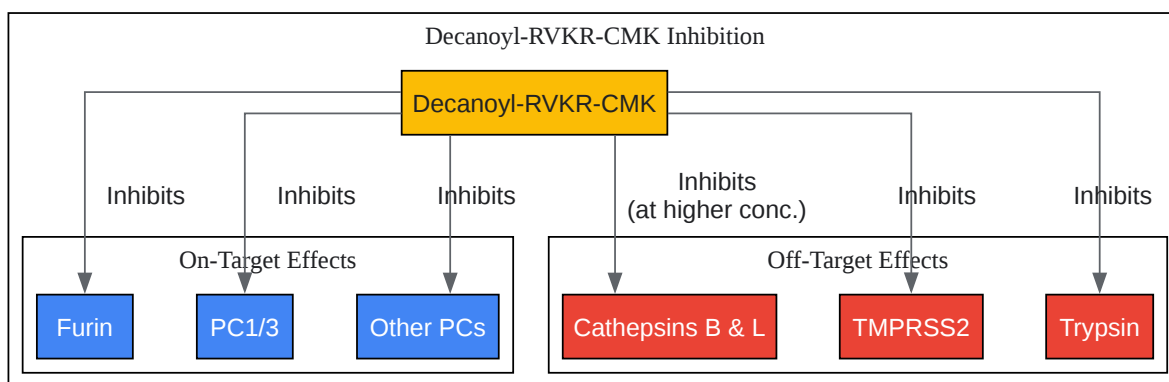 Decanoyl-RVKR-CMK Inhibition
Decanoyl-RVKR-CMK
Inhibits
Inhibits
Inhibits
Inhibits
(at higher conc.)
Inhibits
Inhibits
On-Target Effects
Off-Target Effects
Furin
PC1/3
Other PCs
Cathepsins B & L
TMPRSS2
Trypsin